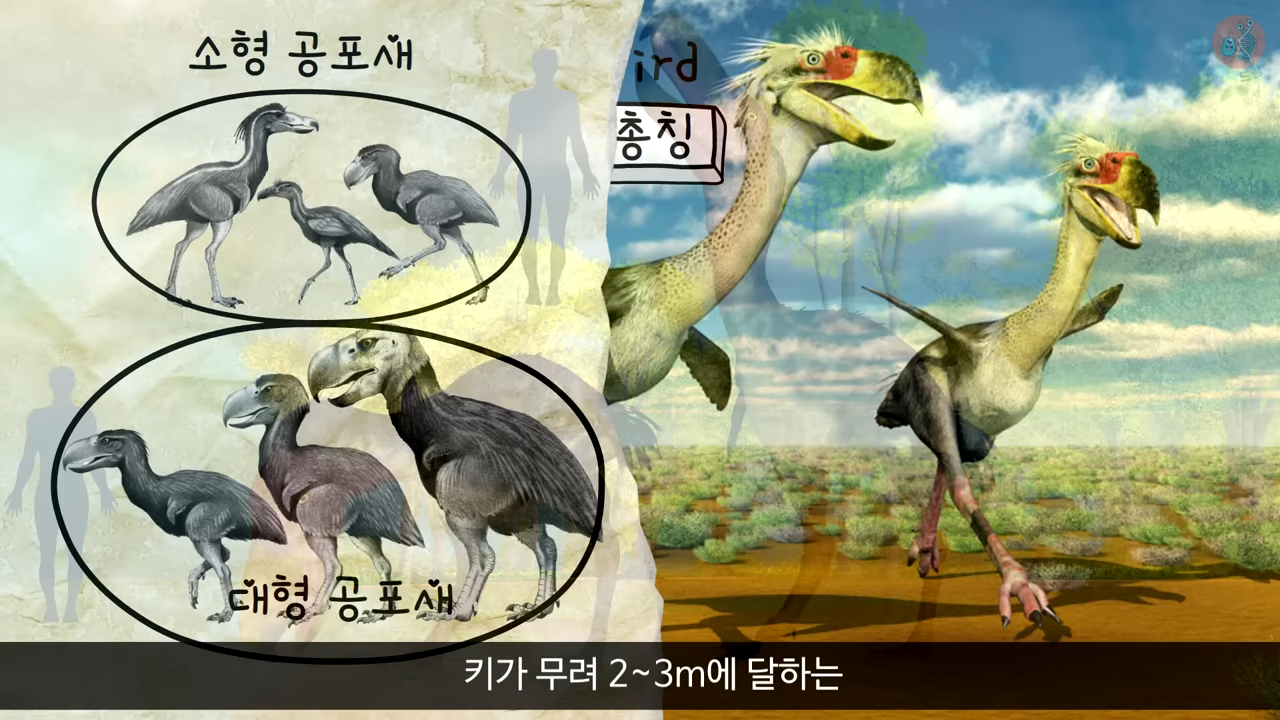 소형 공포새
ird
총칭
대형 공포새
키가 무려 2~3m에 달하는